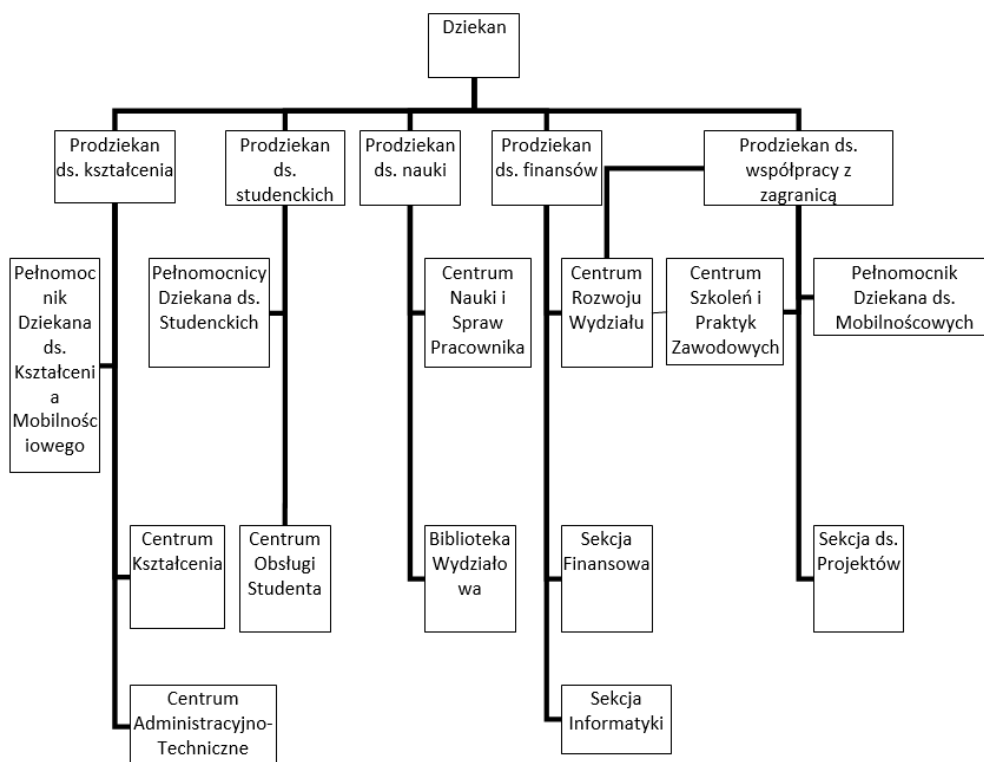 Dziekan
Prodziekan
ds. kształcenia
Prodziekan
ds.
studenckich
Prodziekan
ds. nauki
Prodziekan
ds. finansów
Prodziekan ds.
współpracy z
zagranicą
Pełnomoc
nik
Dziekana
ds.
Kształceni
a
Mobilnośc
iowego
Pełnomocnicy
Dziekana ds.
Studenckich
Centrum
Nauki i
Spraw
Pracownika
Centrum
Rozwoju
Wydziału
Centrum
Szkoleń i
Praktyk
Zawodowych
Pełnomocnik
Dziekana ds.
Mobilnościowych
Centrum
Kształcenia
Centrum
Obsługi
Studenta
Biblioteka
Wydziało
wa
Sekcja
Finansowa
Sekcja ds.
Projektów
Centrum
Administracyjno-
Techniczne
Sekcja
Informatyki